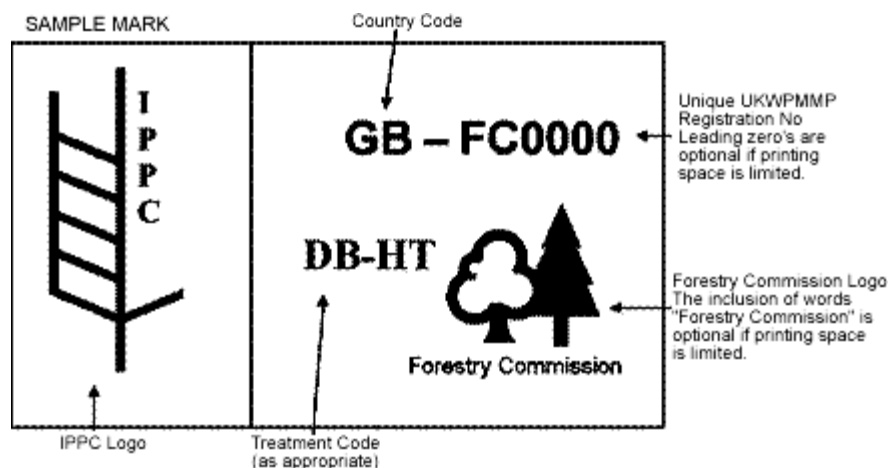 SAMPLE MARK
Country Code
I
P
P
C
GB – FC0000
Unique UKWPMMP
Registration No
Leading zero's are
optional if printing
space is limited.
DB-HT
Forestry Commission
Forestry Commission Logo
The inclusion of words
"Forestry Commission" is
optional if printing space
is limited.
IPPC Logo
Treatment Code
(as appropriate)